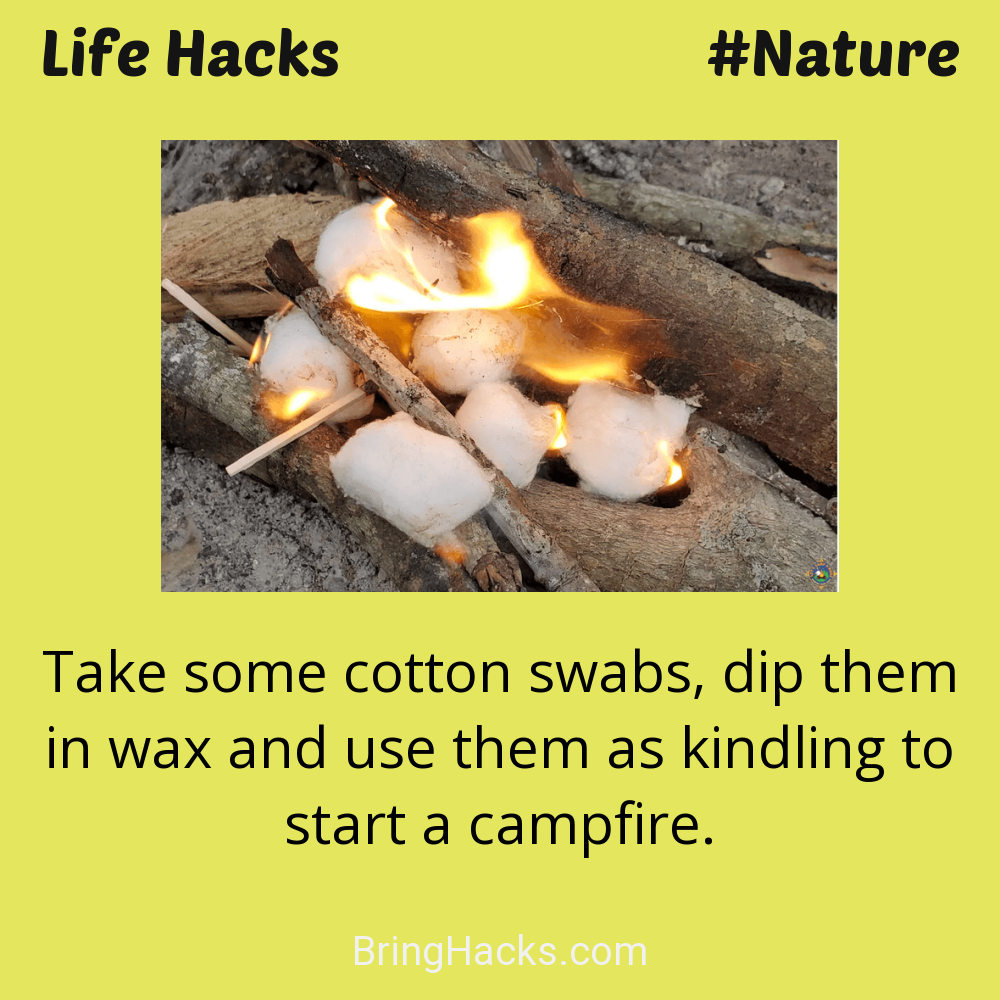 Life Hacks
#Nature
Take some cotton swabs, dip them
in wax and use them as kindling to
start a campfire.
BringHacks.com